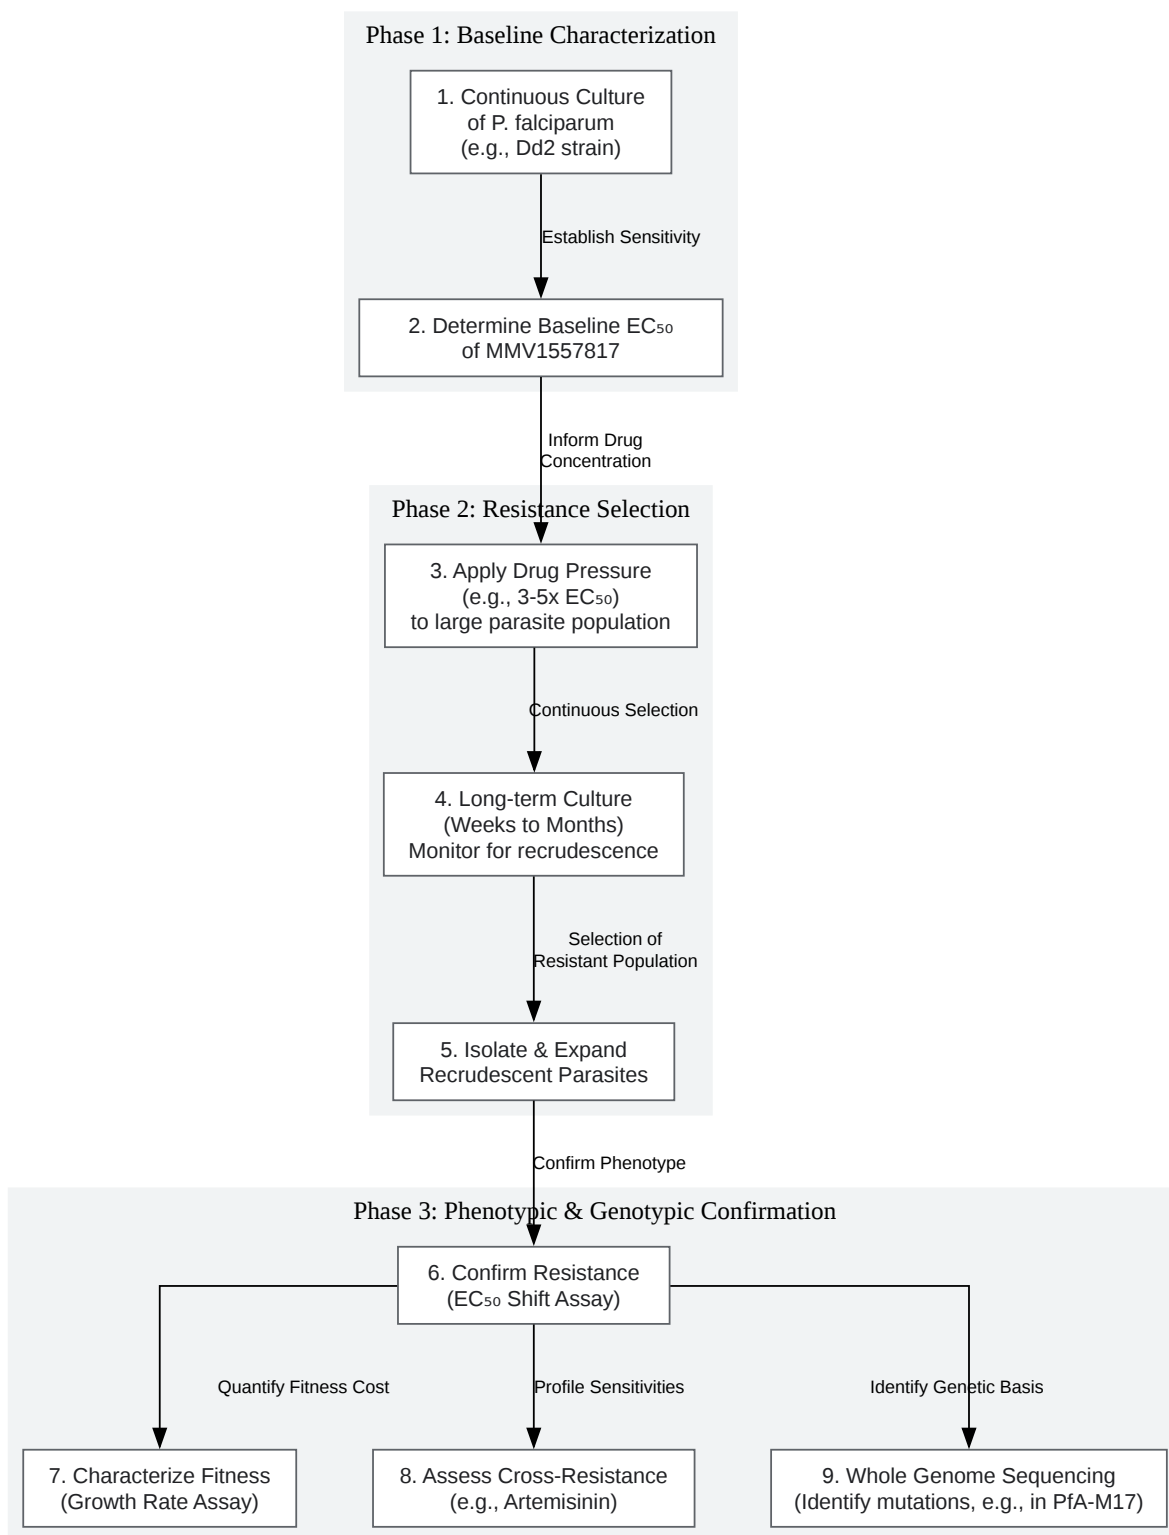 Phase 1: Baseline Characterization
1. Continuous Culture
of P. falciparum
(e.g., Dd2 strain)
Establish Sensitivity
2. Determine Baseline EC₅₀
of MMV1557817
Inform Drug
Concentration
Phase 2: Resistance Selection
3. Apply Drug Pressure
(e.g., 3-5x EC₅₀)
to large parasite population
Continuous Selection
4. Long-term Culture
(Weeks to Months)
Monitor for recrudescence
Selection of
Resistant Population
5. Isolate & Expand
Recrudescent Parasites
Confirm Phenotype
Phase 3: Phenotypic & Genotypic Confirmation
6. Confirm Resistance
(EC₅₀ Shift Assay)
Quantify Fitness Cost
Profile Sensitivities
Identify Genetic Basis
7. Characterize Fitness
(Growth Rate Assay)
8. Assess Cross-Resistance
(e.g., Artemisinin)
9. Whole Genome Sequencing
(Identify mutations, e.g., in PfA-M17)